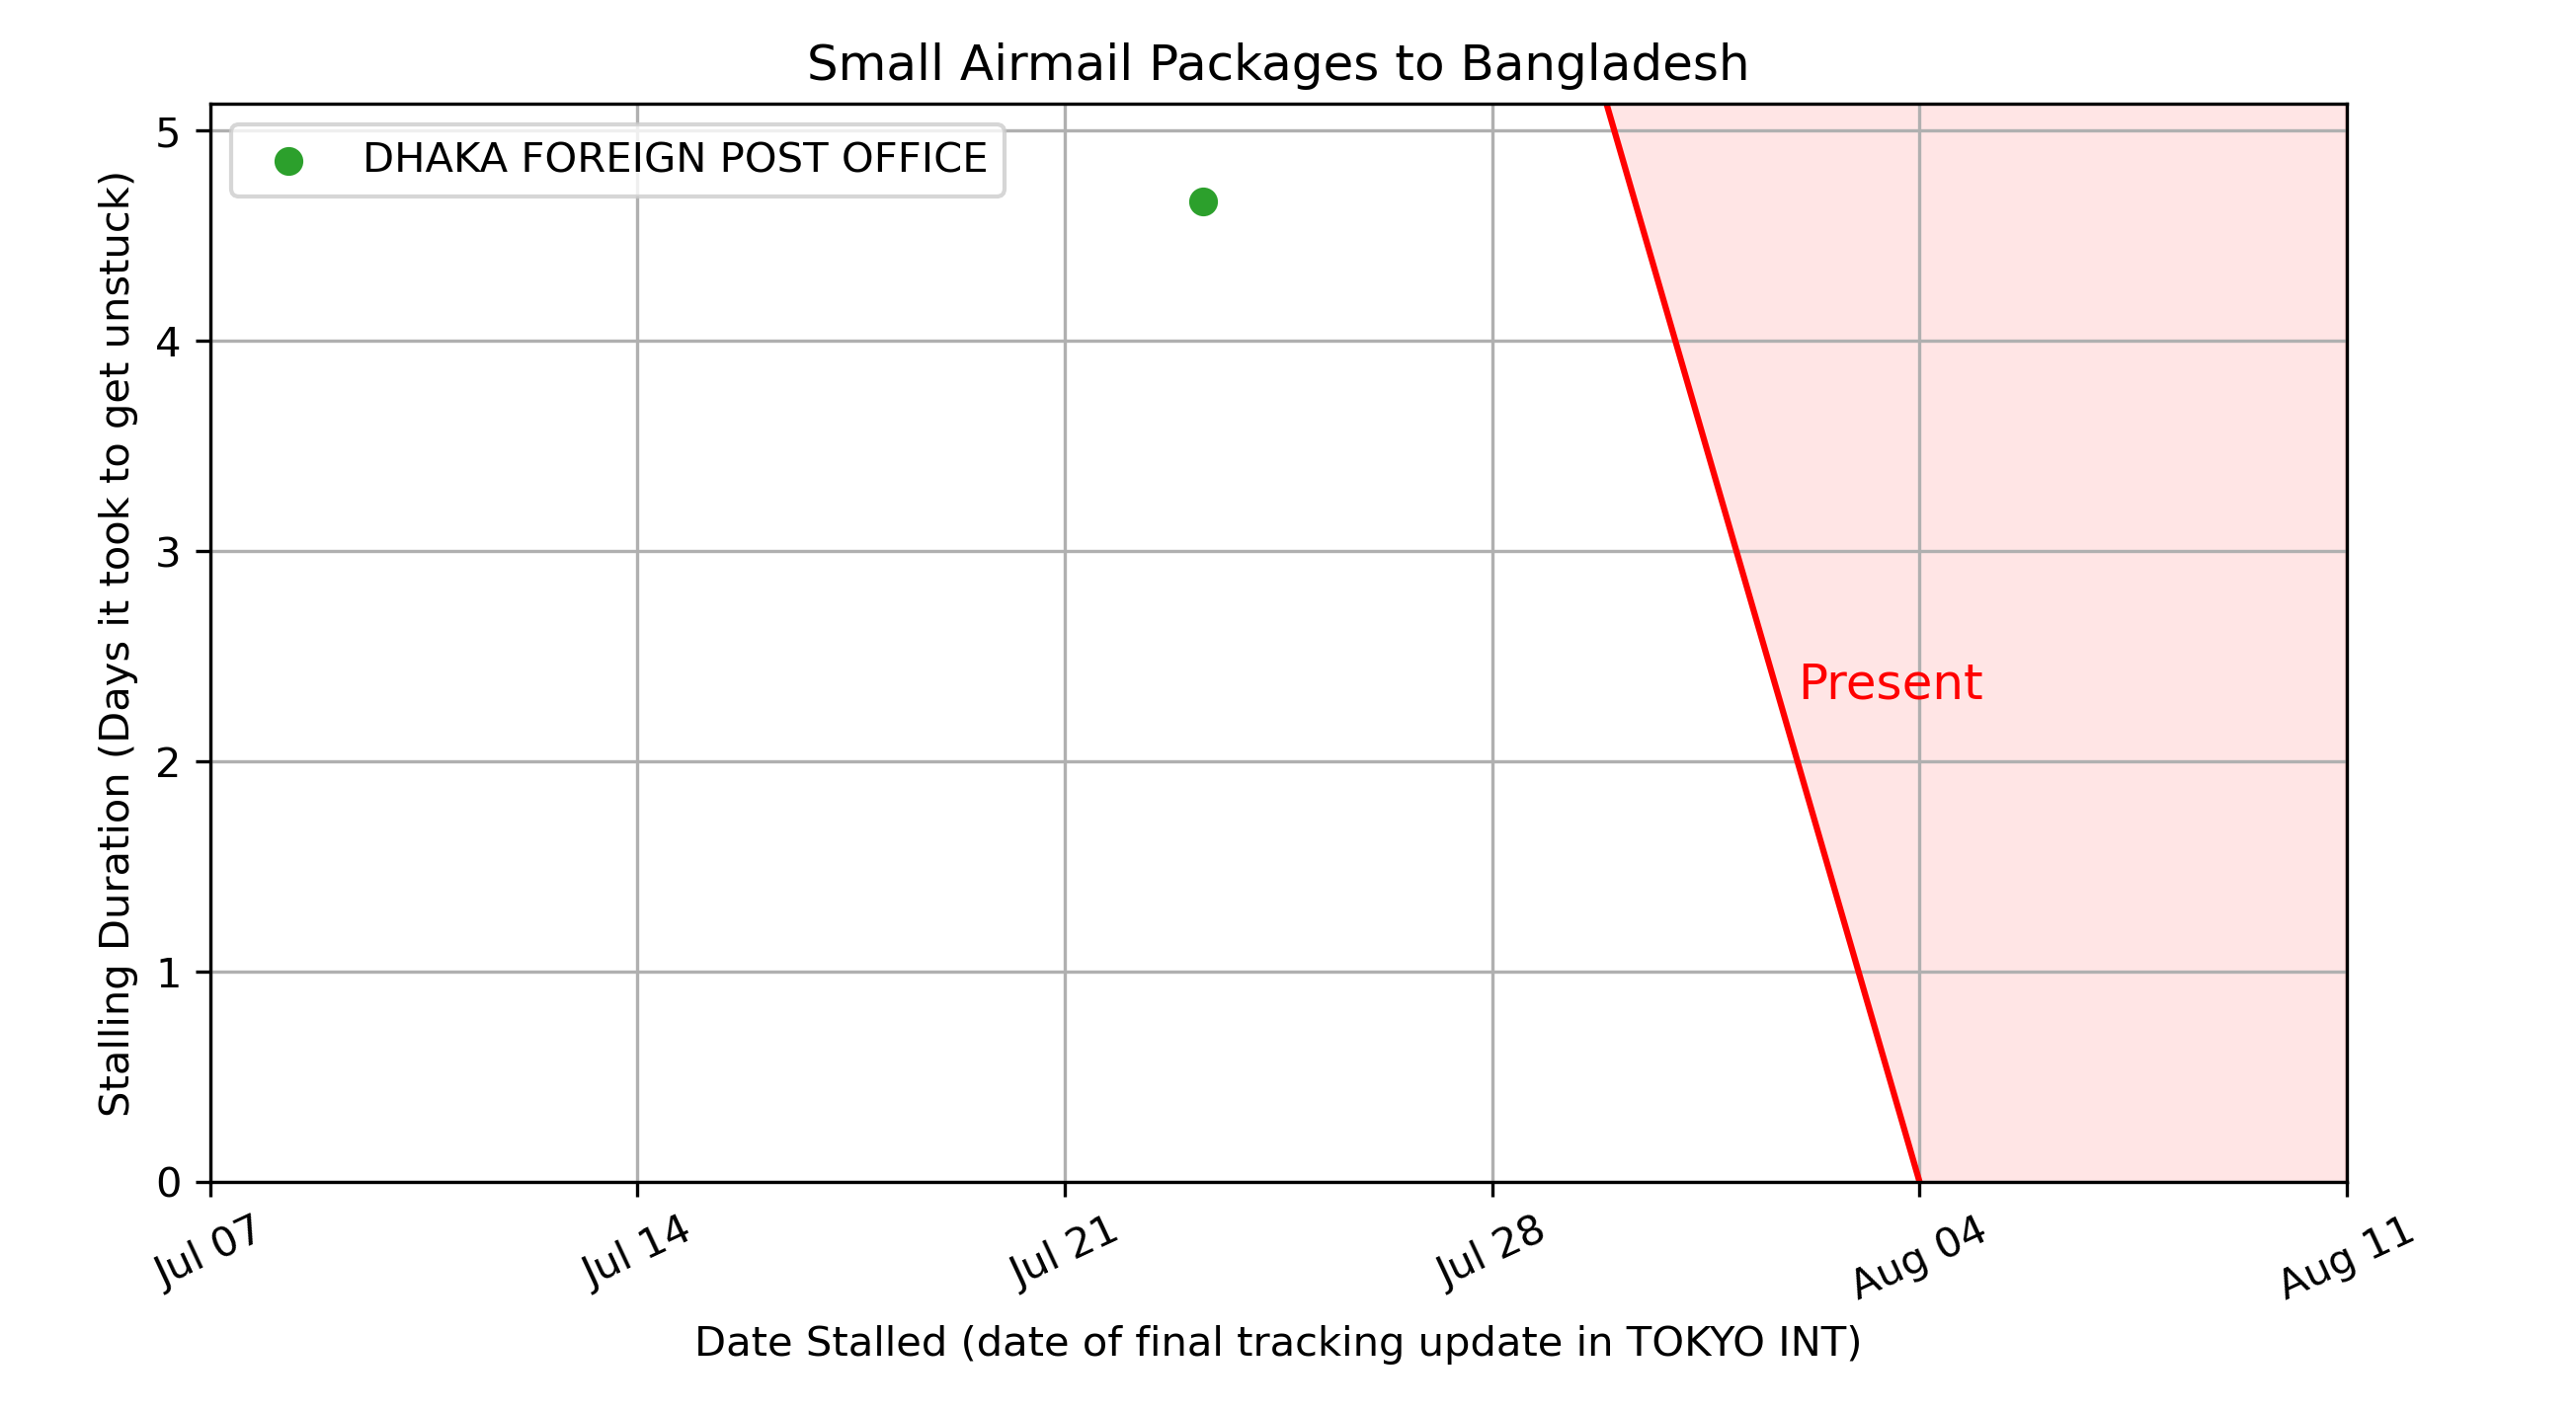 Small Airmail Packages to Bangladesh
DHAKA FOREIGN POST OFFICE
Stalling Duration (Days it took to get unstuck)
5
4
3
2
1
0
Present
Jul 07
Jul 14
Jul 21
Jul 28
Aug 04
Aug 11
Date Stalled (date of final tracking update in TOKYO INT)